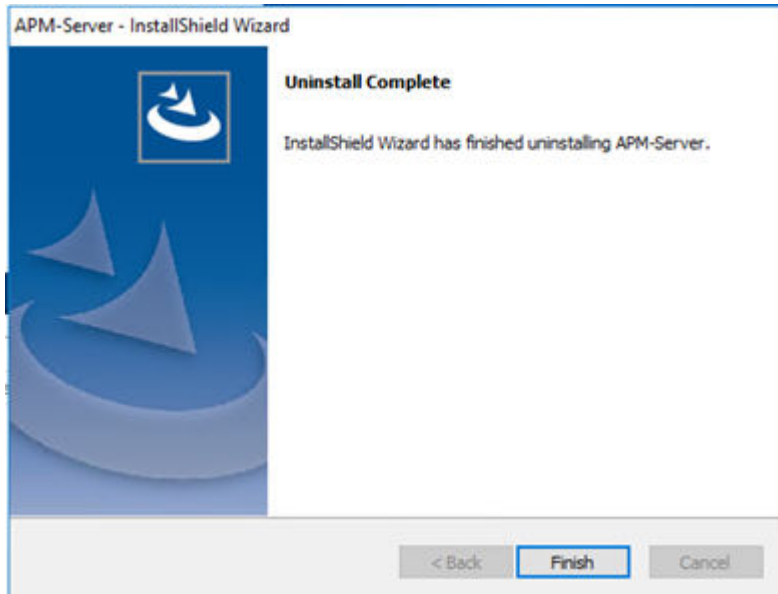 APM-Server - InstallShield Wizard
Uninstall Complete
InstallShield Wizard has finished uninstalling APM-Server.
< Back
Finish
Cancel